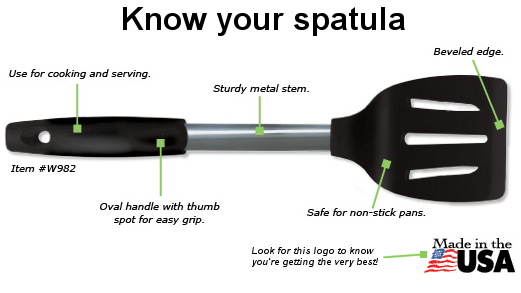 Know your spatula
Beveled edge.
Use for cooking and serving.
Sturdy metal stem.
Item #W982
Oval handle with thumb
spot for easy grip.
Safe for non-stick pans.
Look for this logo to know
you're getting the very best!
Made in the
USA